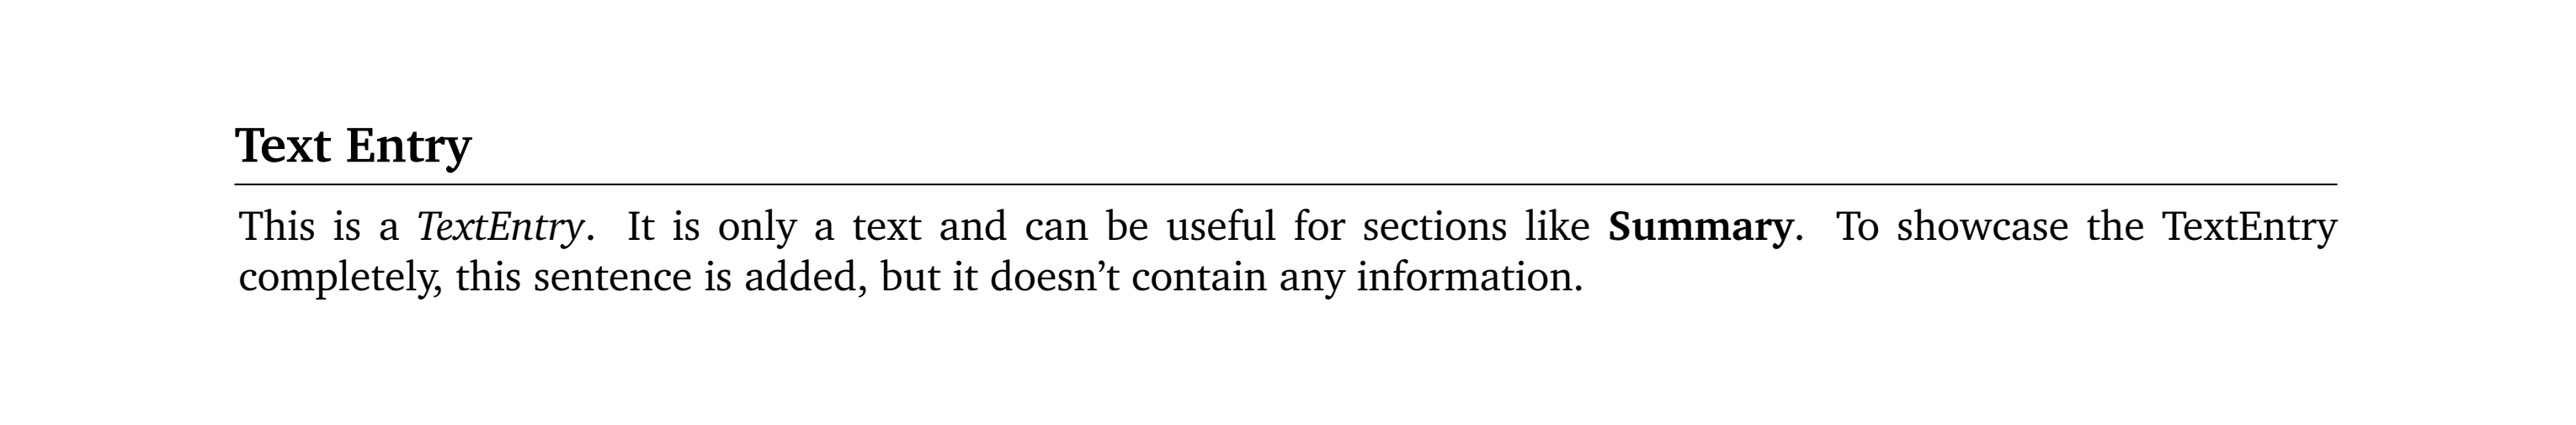 Text Entry
This is a TextEntry. It is only a text and can be useful for sections like Summary. To showcase the TextEntry
completely, this sentence is added, but it doesn’t contain any information.